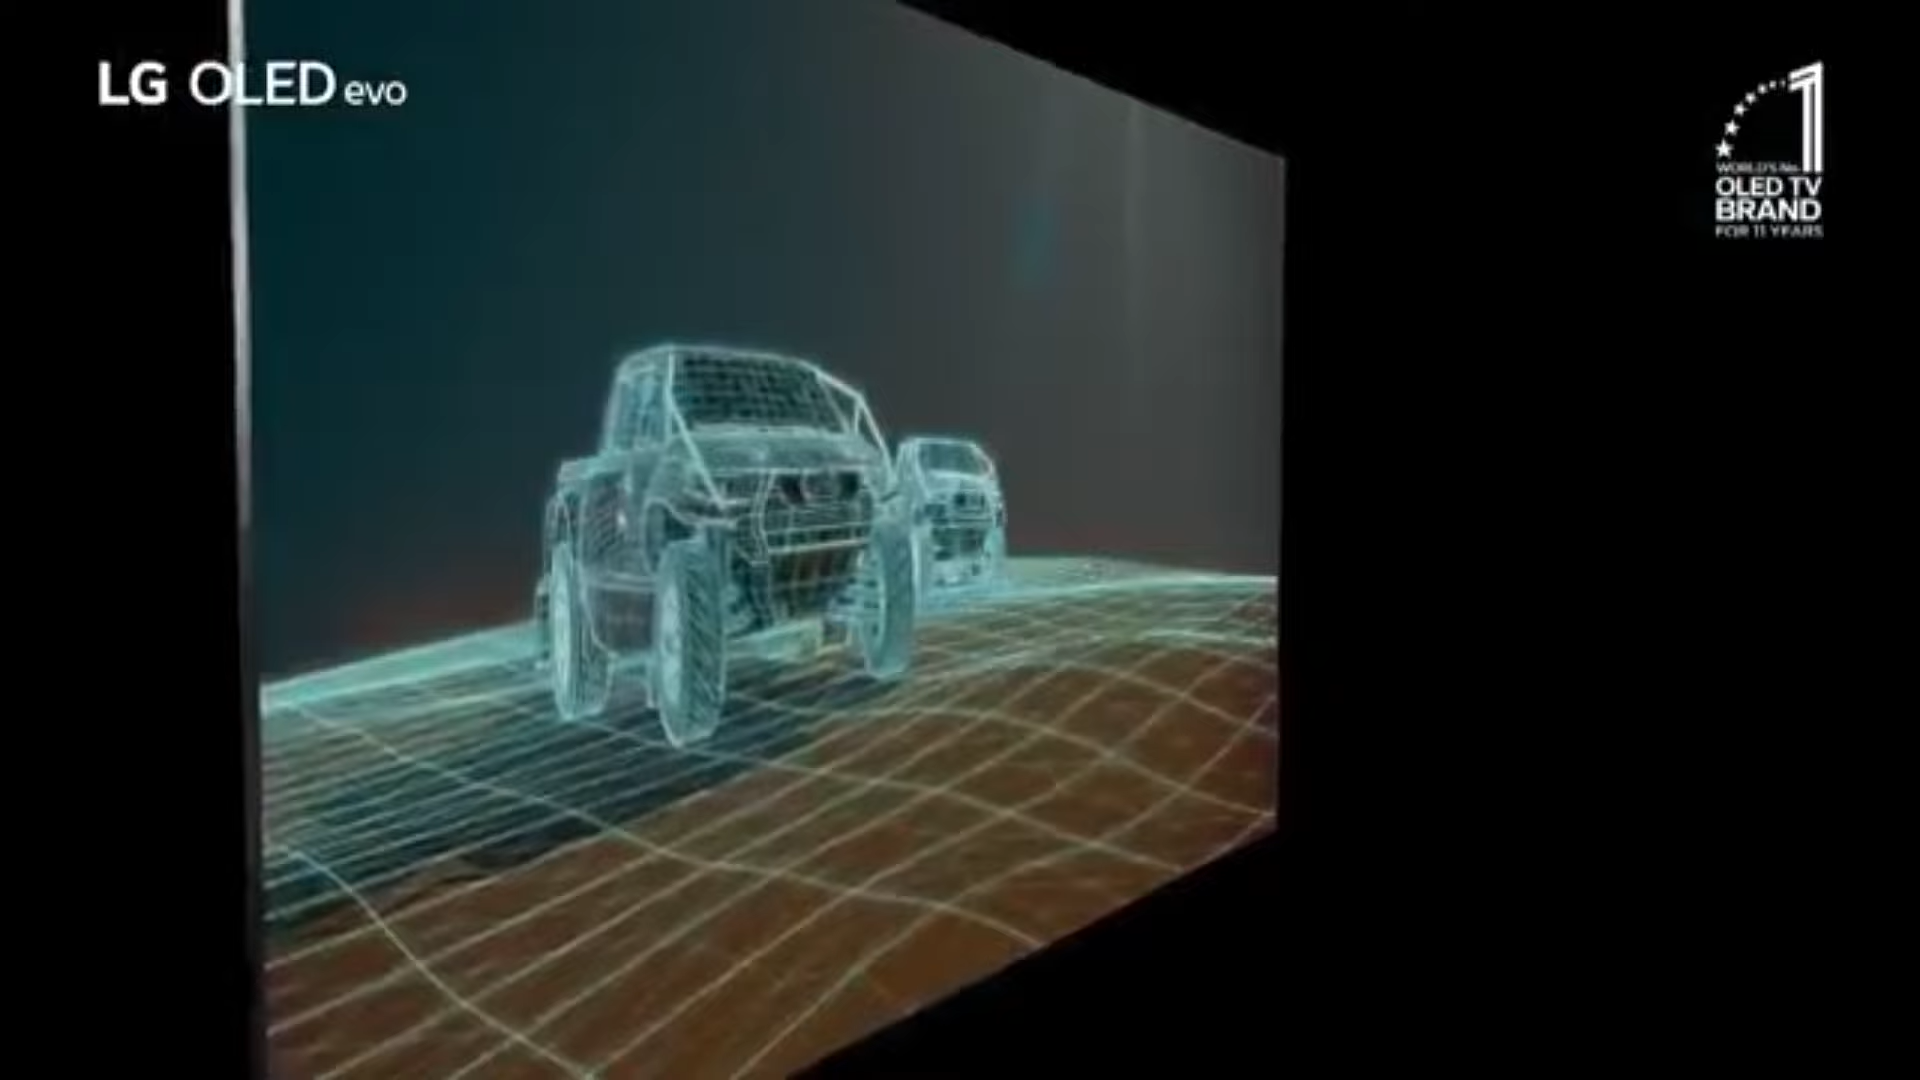 LG OLED evo
1
WORLD'S No.
OLED TV
BRAND
FOR 11 YEARS